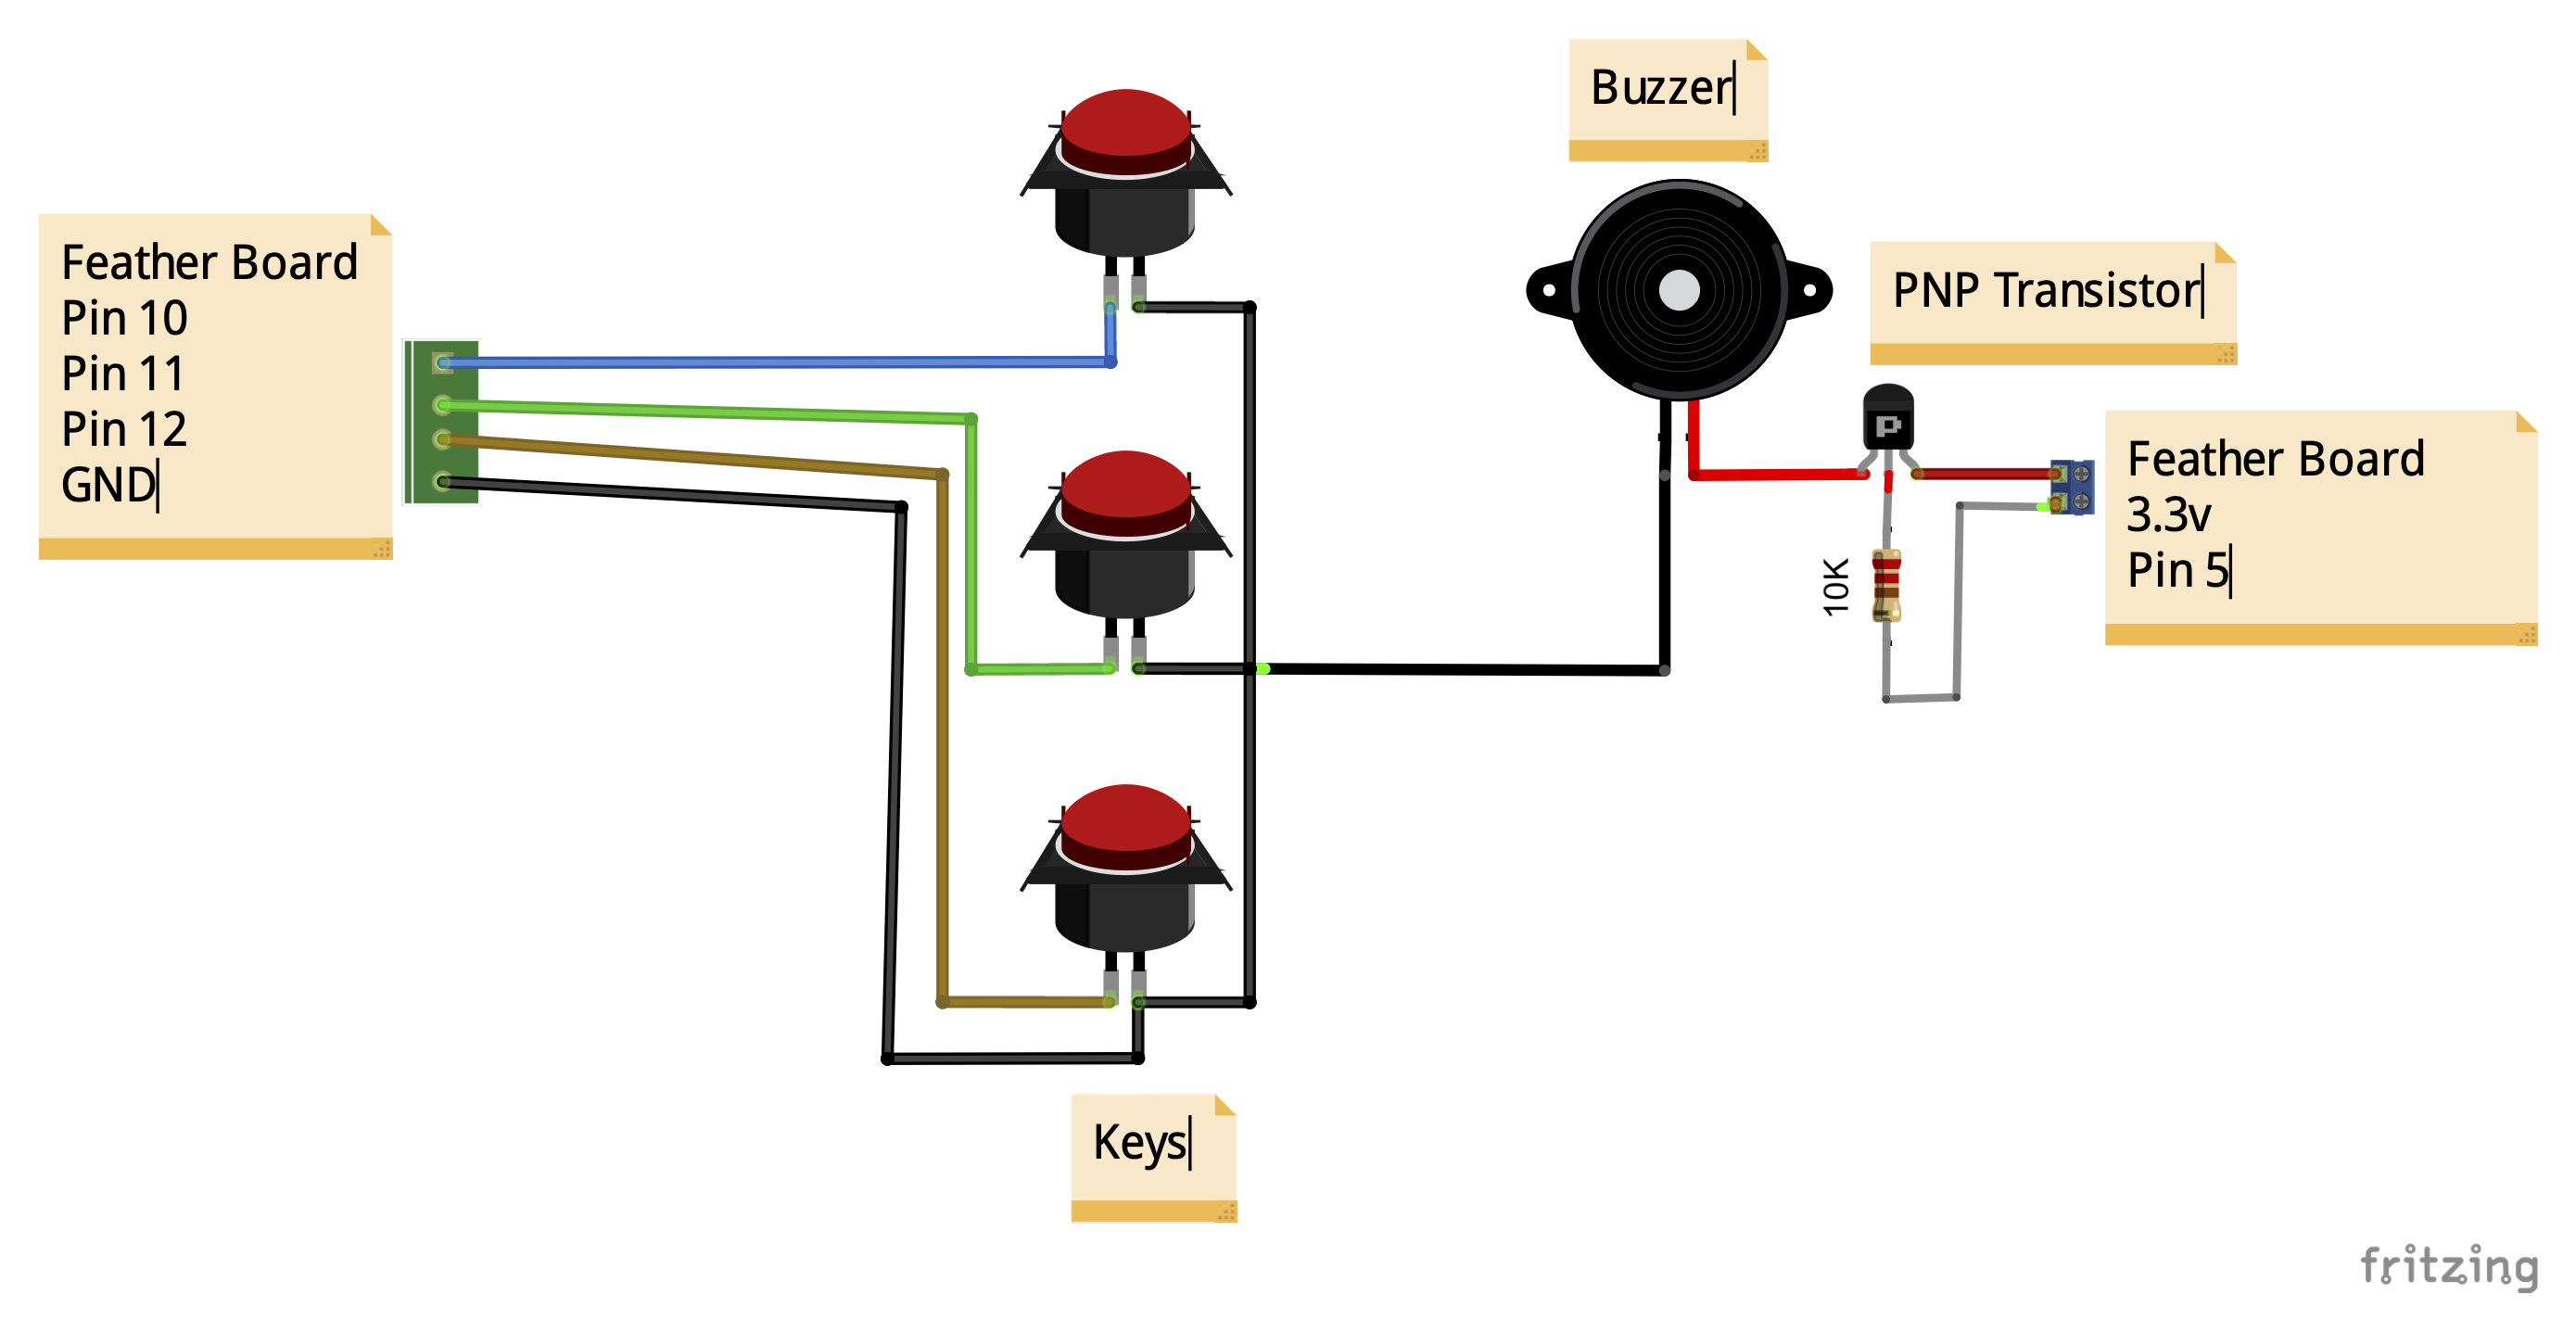 Buzzer
Feather Board
Pin 10
Pin 11
Pin 12
GND
PNP Transistor
P
Feather Board
3.3v
Pin 5
10K
Keys
fritzing